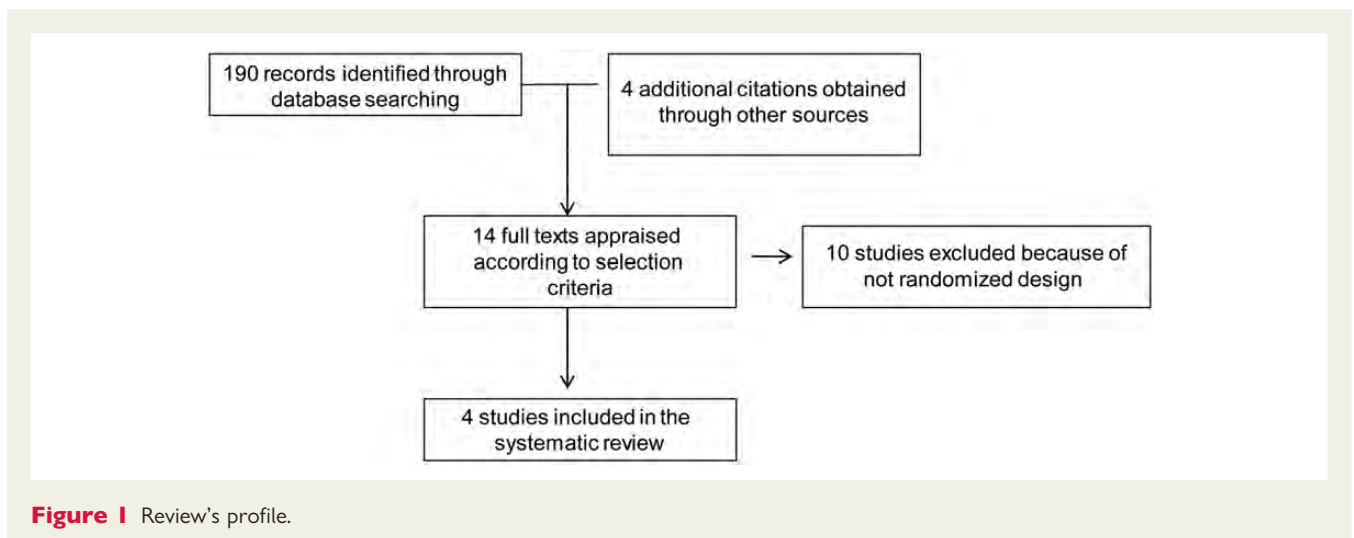 190 records identified through
database searching
4 additional citations obtained
through other sources
14 full texts appraised
according to selection
criteria
10 studies excluded because of
not randomized design
4 studies included in the
systematic review
Figure 1 Review's profile.